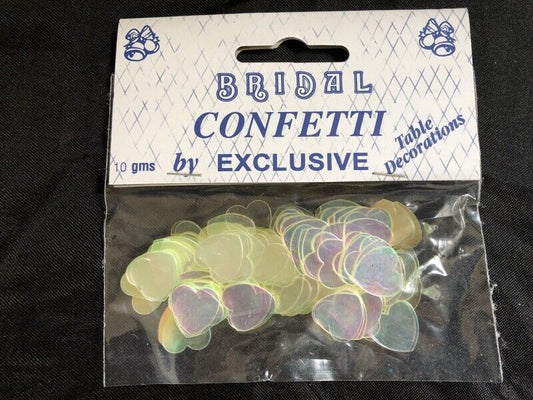 BRIDAL
CONFETTI
10 gms by EXCLUSIVE
Table
Decorations